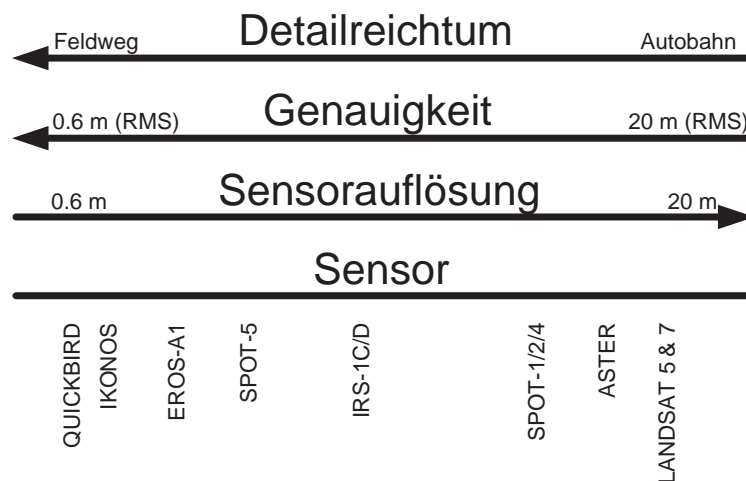 Detailreichtum
Feldweg Autobahn
Genauigkeit
0.6 m (RMS) 20 m (RMS)
Sensorauflösung
0.6 m 20 m
Sensor
QUICKBIRD
IKONOS
EROS-A1
SPOT-5
IRS-1C/D
SPOT-1/2/4
ASTER
LANDSAT 5 & 7